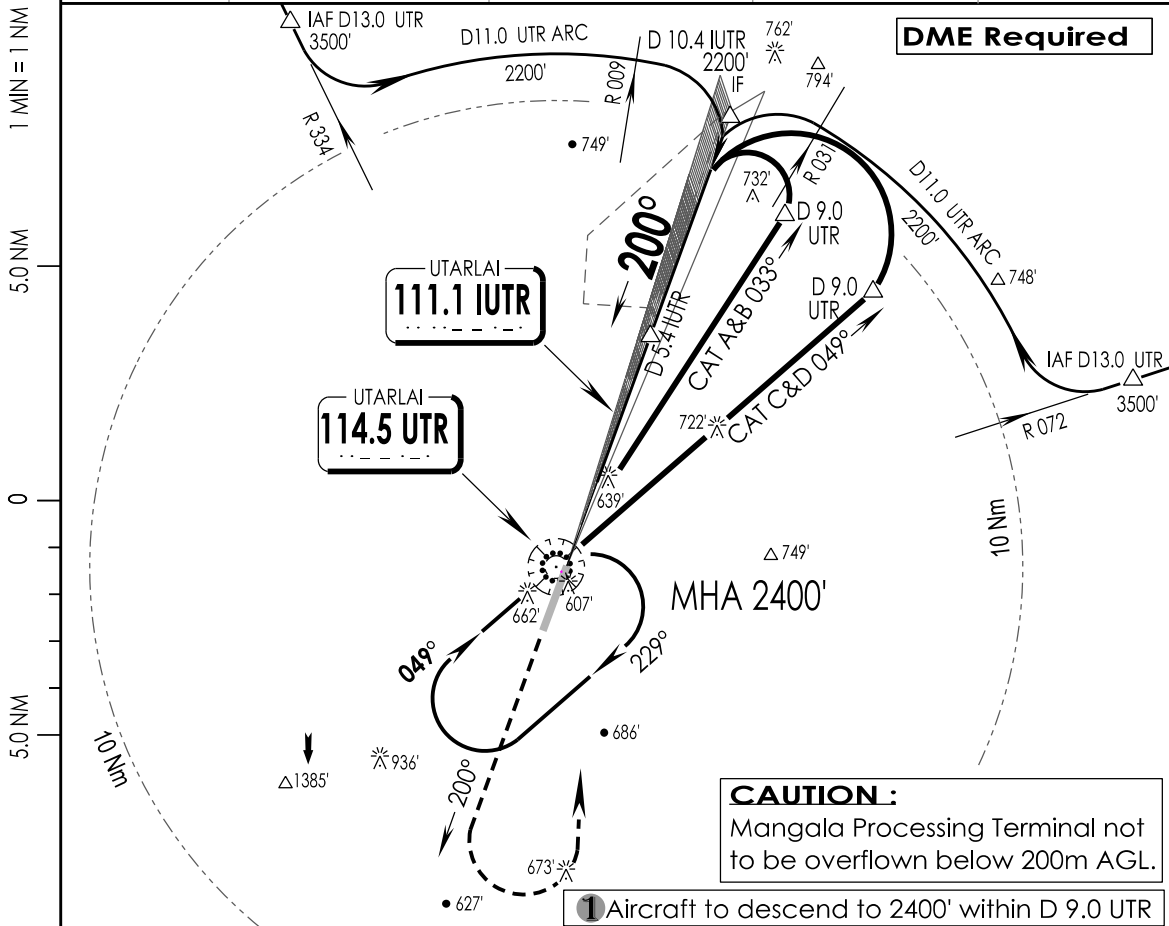 IAF D13.0 UTR
3500'
D11.0 UTR ARC
2200'
D 10.4 IUTR
2200'
IF
762'
794'
DME Required
1 MIN = 1 NM
R 334
R 009
749'
R 031
732'
D 9.0
UTR
D11.0 UTR ARC
2200'
748'
200°
5.0 NM
UTARLAI
111.1 IUTR
D 5.4 IUTR
CAT A&B 033°
D 9.0
UTR
CAT C&D 049°
IAF D13.0 UTR
3500'
R 072
UTARLAI
114.5 UTR
722'
639'
0
10 Nm
749'
MHA 2400'
662'
607'
049°
229°
5.0 NM
10 Nm
686'
1385'
936'
200°
673'
627'
CAUTION :
Mangala Processing Terminal not
to be overflown below 200m AGL.
1 Aircraft to descend to 2400' within D 9.0 UTR